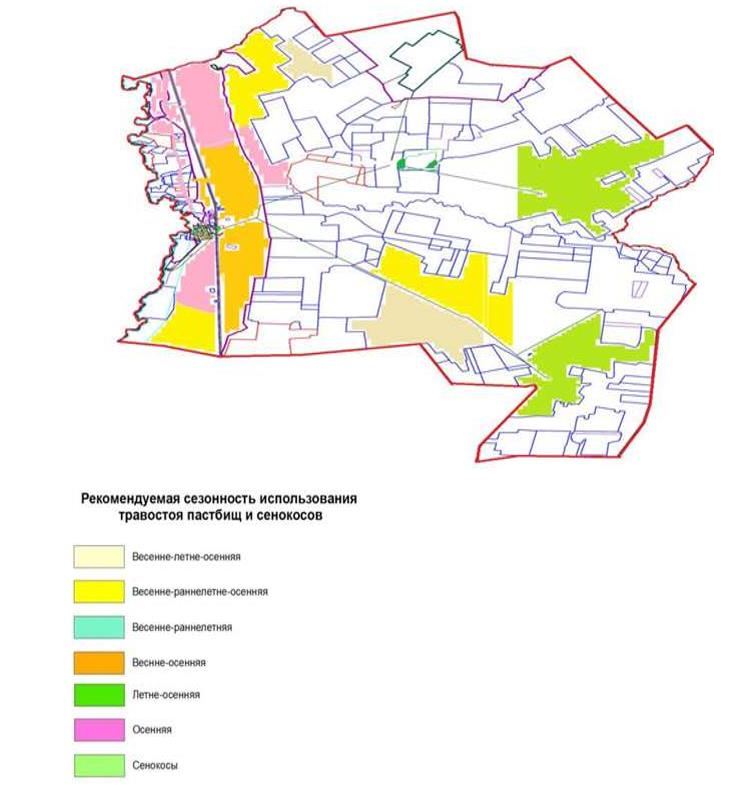 Рекомендуемая сезонность использования
травостоя пастбищ и сенокосов
Весенне-летне-осенняя
Весенне-раннелетне-осенняя
Весенне-раннелетняя
Веснне-осенняя
Летне-осенняя
Осенняя
Сенокосы